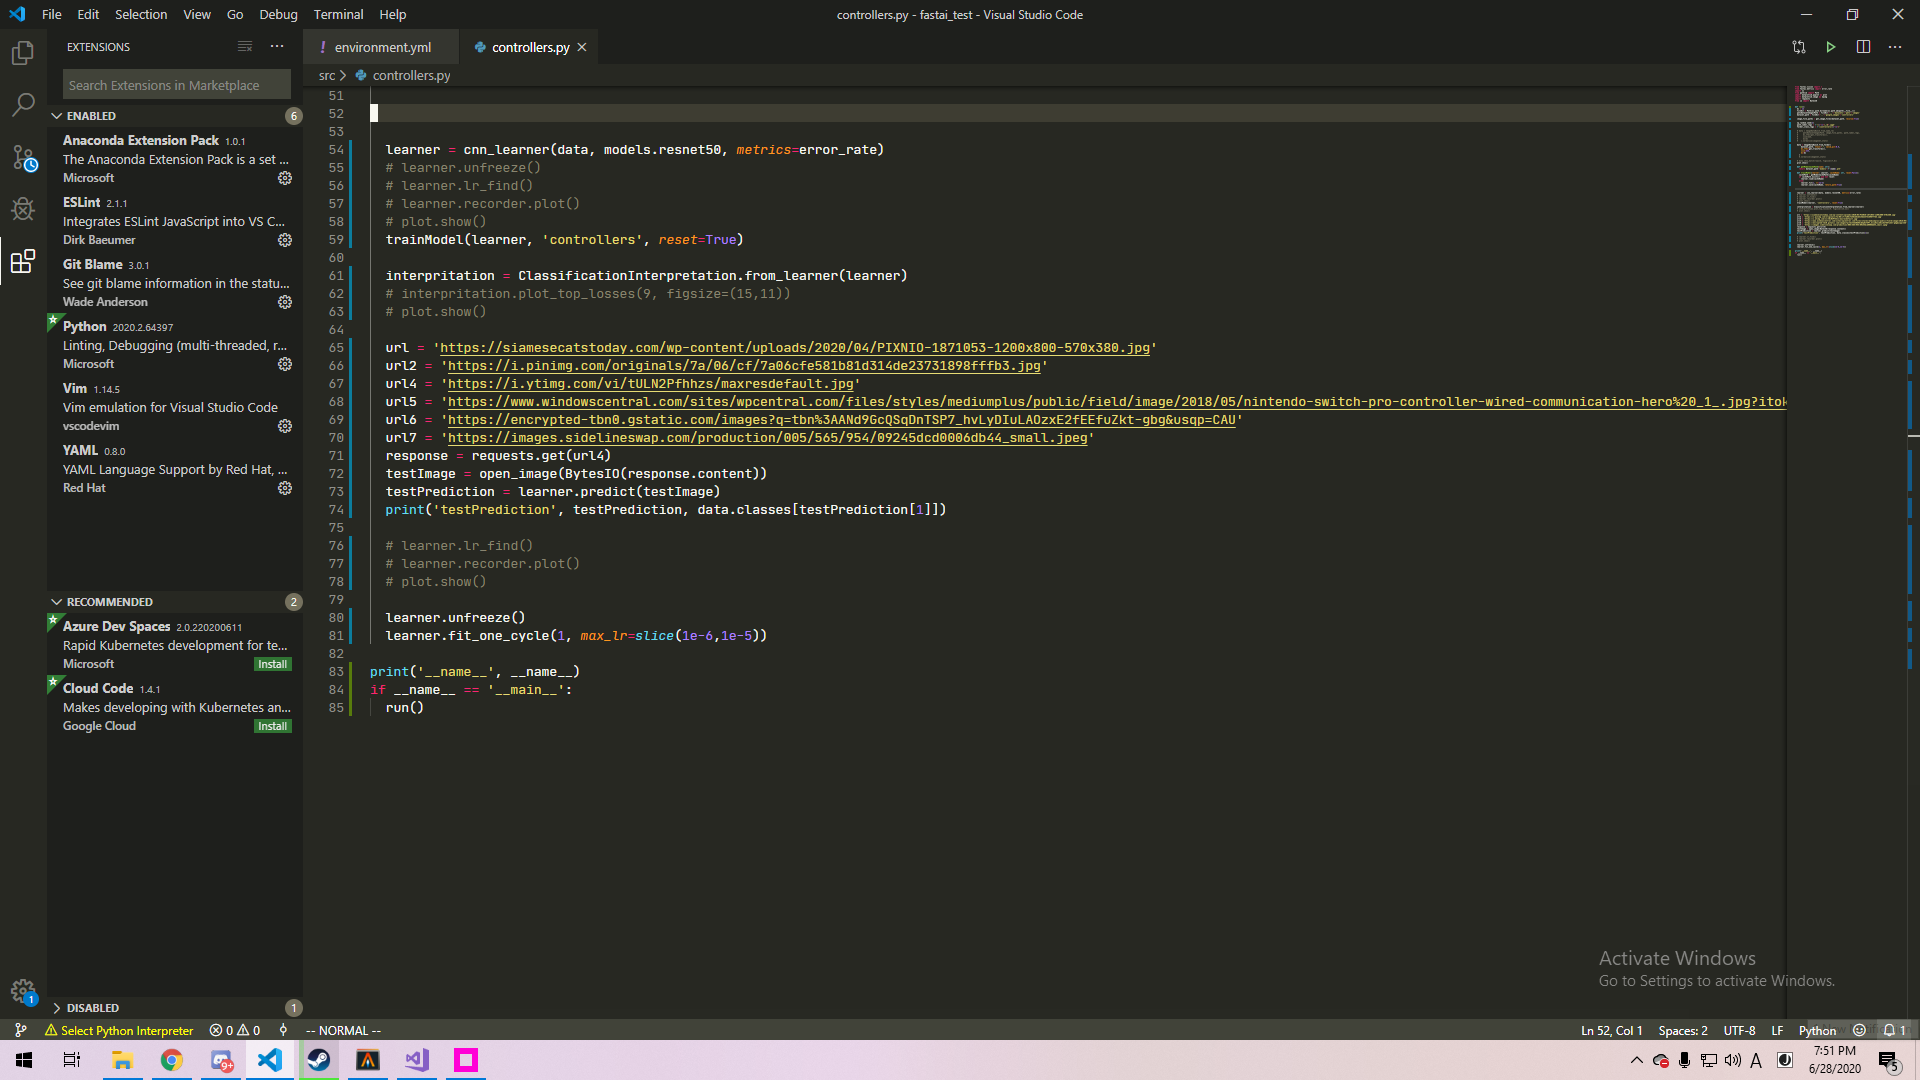 File Edit Selection View Go Debug Terminal Help
controllers.py - fastai_test - Visual Studio Code
EXTENSIONS
Search Extensions in Marketplace
ENABLED 6
Anaconda Extension Pack 1.0.1
The Anaconda Extension Pack is a set ...
Microsoft
ESLint 2.1.1
Integrates ESLint JavaScript into VS C...
Dirk Baeumer
Git Blame 3.0.1
See git blame information in the statu...
Wade Anderson
Python 2020.2.64397
Linting, Debugging (multi-threaded, r...
Microsoft
Vim 1.14.5
Vim emulation for Visual Studio Code
vscodevim
YAML 0.8.0
YAML Language Support by Red Hat, ...
Red Hat
RECOMMENDED 2
Azure Dev Spaces 2.0.220200611
Rapid Kubernetes development for te...
Microsoft Install
Cloud Code 1.4.1
Makes developing with Kubernetes an...
Google Cloud Install
DISABLED 1
! environment.yml controllers.py
src > controllers.py
51
52
53
54 learner = cnn_learner(data, models.resnet50, metrics=error_rate)
55 # learner.unfreeze()
56 # learner.lr_find()
57 # learner.recorder.plot()
58 # plot.show()
59 trainModel(learner, 'controllers', reset=True)
60
61 interpritation = ClassificationInterpretation.from_learner(learner)
62 # interpritation.plot_top_losses(9, figsize=(15,11))
63 # plot.show()
64
65 url = 'https://siamesecatstoday.com/wp-content/uploads/2020/04/PIXNIO-1871053-1200x800-570x380.jpg'
66 url2 = 'https://i.pinimg.com/originals/7a/06/cf/7a06cfe581b81d314de23731898fffb3.jpg'
67 url4 = 'https://i.ytimg.com/vi/tULN2Pfhhzs/maxresdefault.jpg'
68 url5 = 'https://www.windowscentral.com/sites/wpcentral.com/files/styles/mediumplus/public/field/image/2018/05/nintendo-switch-pro-controller-wired-communication-hero%20_1_.jpg?itok
69 url6 = 'https://encrypted-tbn0.gstatic.com/images?q=tbn%3AANd9GcQSqDnTSP7_hvLyDIuLAOzxE2fEEfuZkt-gbg&usqp=CAU'
70 url7 = 'https://images.sidelineswap.com/production/005/565/954/09245dcd0006db44_small.jpeg'
71 response = requests.get(url4)
72 testImage = open_image(BytesIO(response.content))
73 testPrediction = learner.predict(testImage)
74 print('testPrediction', testPrediction, data.classes[testPrediction[1]])
75
76 # learner.lr_find()
77 # learner.recorder.plot()
78 # plot.show()
79
80 learner.unfreeze()
81 learner.fit_one_cycle(1, max_lr=slice(1e-6,1e-5))
82
83 print('__name__', __name__)
84 if __name__ == '__main__':
85 run()
Activate Windows
Go to Settings to activate Windows.
1
Select Python Interpreter 0 0 -- NORMAL -- Ln 52, Col 1 Spaces: 2 UTF-8 LF Python 1
9+
A
7:51 PM
6/28/2020
5